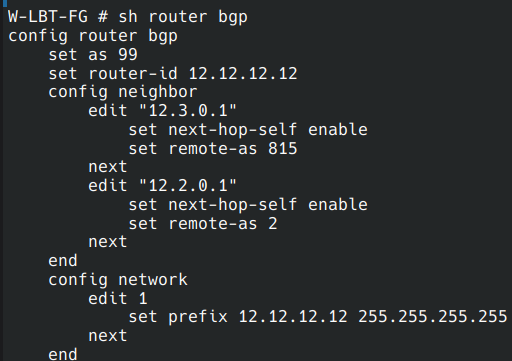 W-LBT-FG # sh router bgp
config router bgp
    set as 99
    set router-id 12.12.12.12
    config neighbor
        edit "12.3.0.1"
            set next-hop-self enable
            set remote-as 815
        next
        edit "12.2.0.1"
            set next-hop-self enable
            set remote-as 2
        next
    end
    config network
        edit 1
            set prefix 12.12.12.12 255.255.255.255
        next
    end